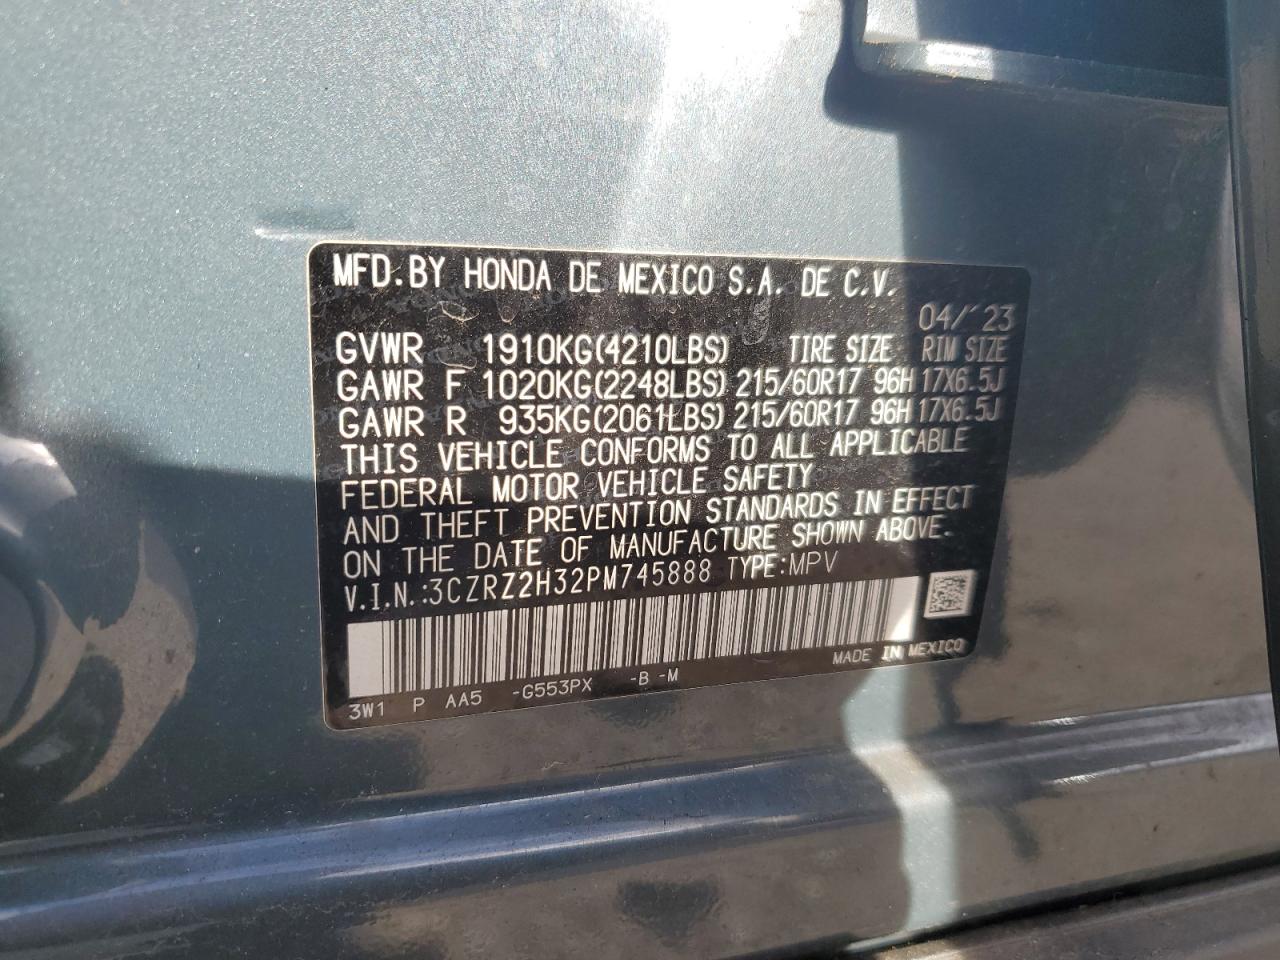 MFD.BY HONDA DE MEXICO S.A. DE C.V.
04/'23
GVWR 1910KG(4210LBS) TIRE SIZE RIM SIZE
GAWR F 1020KG(2248LBS) 215/60R17 96H 17X6.5J
GAWR R 935KG(2061LBS) 215/60R17 96H 17X6.5J
THIS VEHICLE CONFORMS TO ALL APPLICABLE
FEDERAL MOTOR VEHICLE SAFETY
AND THEFT PREVENTION STANDARDS IN EFFECT
ON THE DATE OF MANUFACTURE SHOWN ABOVE.
V.I.N.:3CZRZ2H32PM745888 TYPE:MPV
MADE IN MEXICO
3W1 P AA5 -G553PX -B -M